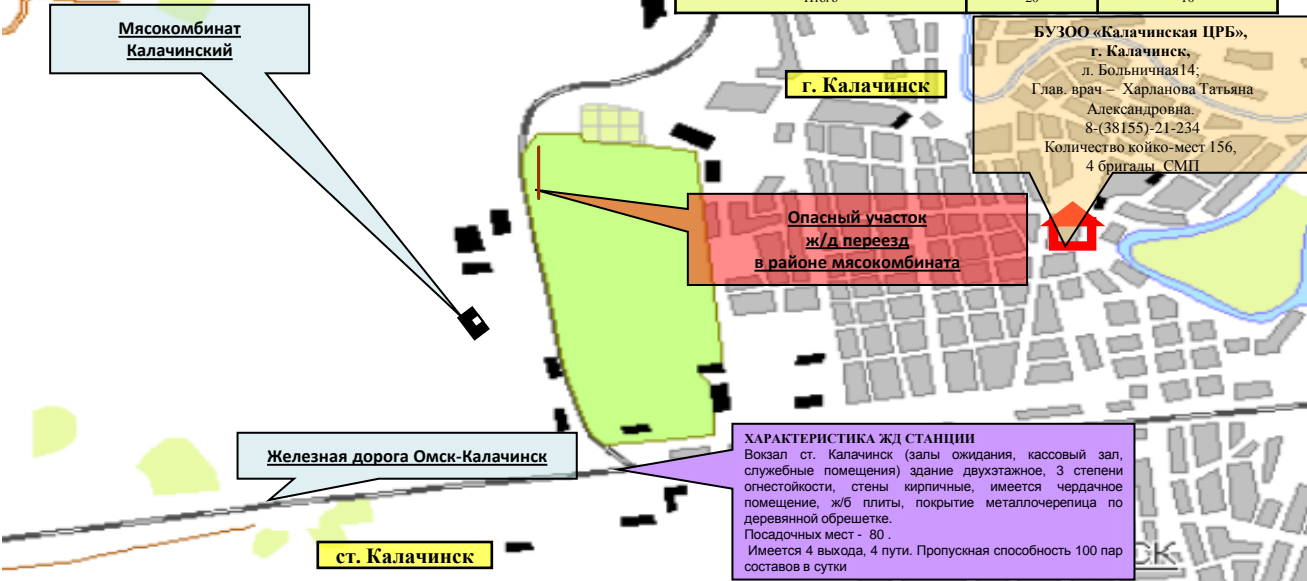 Итого 20 10
Мясокомбинат
Калачинский
БУЗОО «Калачинская ЦРБ»,
г. Калачинск,
л. Больничная14;
Глав. врач – Харланова Татьяна
Александровна.
8-(38155)-21-234
Количество койко-мест 156,
4 бригады СМП
г. Калачинск
Опасный участок
ж/д переезд
в районе мясокомбината
Железная дорога Омск-Калачинск
ХАРАКТЕРИСТИКА ЖД СТАНЦИИ
Вокзал ст. Калачинск (залы ожидания, кассовый зал,
служебные помещения) здание двухэтажное, 3 степени
огнестойкости, стены кирпичные, имеется чердачное
помещение, ж/б плиты, покрытие металлочерепица по
деревянной обрешетке.
Посадочных мест - 80 .
Имеется 4 выхода, 4 пути. Пропускная способность 100 пар
составов в сутки
СК
ст. Калачинск